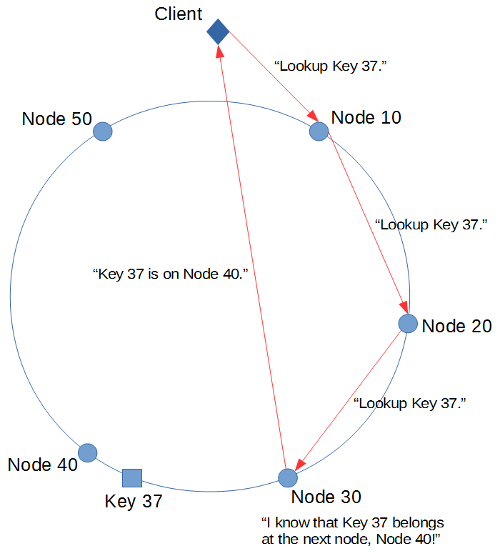 Client
“Lookup Key 37.”
Node 50
Node 10
“Lookup Key 37.”
“Key 37 is on Node 40.”
Node 20
“Lookup Key 37.”
Node 40
Key 37
Node 30
“I know that Key 37 belongs
at the next node, Node 40!”